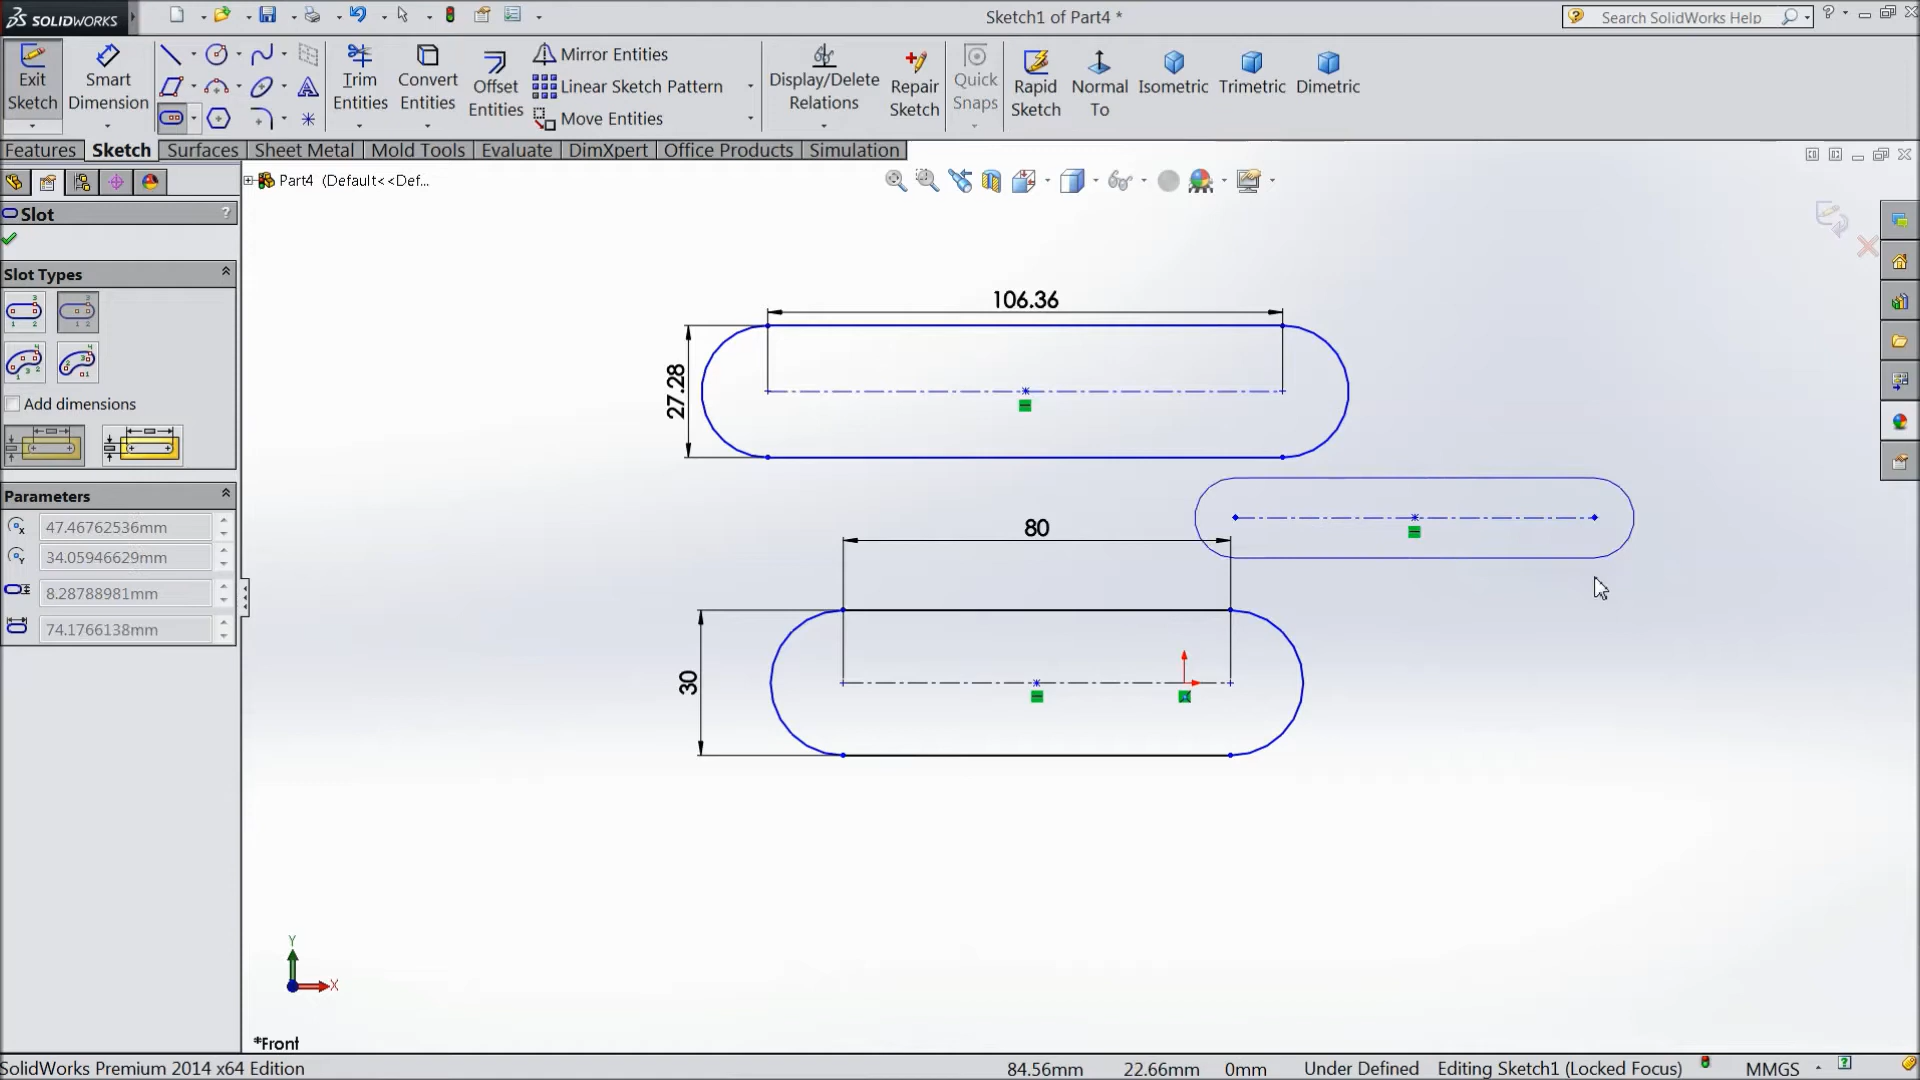 SOLIDWORKS
Sketch1 of Part4 *
Search SolidWorks Help
Exit Sketch
Smart Dimension
Trim Entities
Convert Entities
Offset Entities
Mirror Entities
Linear Sketch Pattern
Move Entities
Display/Delete Relations
Repair Sketch
Quick Snaps
Rapid Sketch
Normal To
Isometric
Trimetric
Dimetric
Features
Sketch
Surfaces
Sheet Metal
Mold Tools
Evaluate
DimXpert
Office Products
Simulation
Part4 (Default<<Def...
Slot
?
Slot Types
Add dimensions
Parameters
47.46762536mm
34.05946629mm
8.28788981mm
74.1766138mm
106.36
27.28
80
30
Y
X
*Front
SolidWorks Premium 2014 x64 Edition
84.56mm
22.66mm
0mm
Under Defined
Editing Sketch1 (Locked Focus)
MMGS